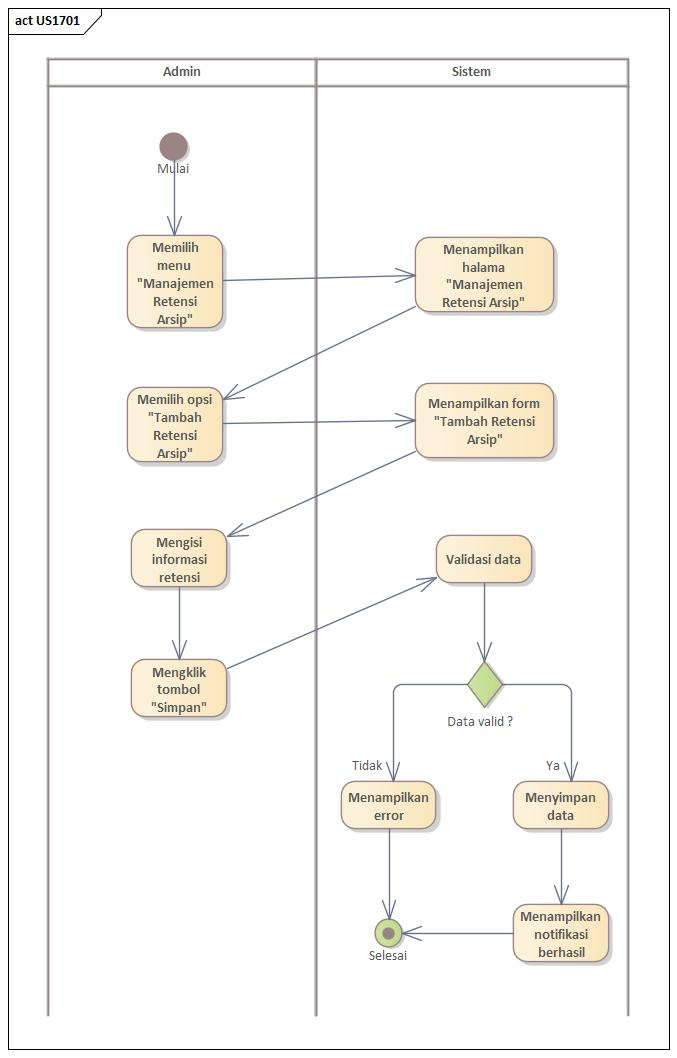 act US1701
Admin
Sistem
Mulai
Memilih
menu
"Manajemen
Retensi
Arsip"
Menampilkan
halama
"Manajemen
Retensi Arsip"
Memilih opsi
"Tambah
Retensi
Arsip"
Menampilkan form
"Tambah Retensi
Arsip"
Mengisi
informasi
retensi
Validasi data
Mengklik
tombol
"Simpan"
Data valid ?
Tidak
Ya
Menampilkan
error
Menyimpan
data
Menampilkan
notifikasi
berhasil
Selesai